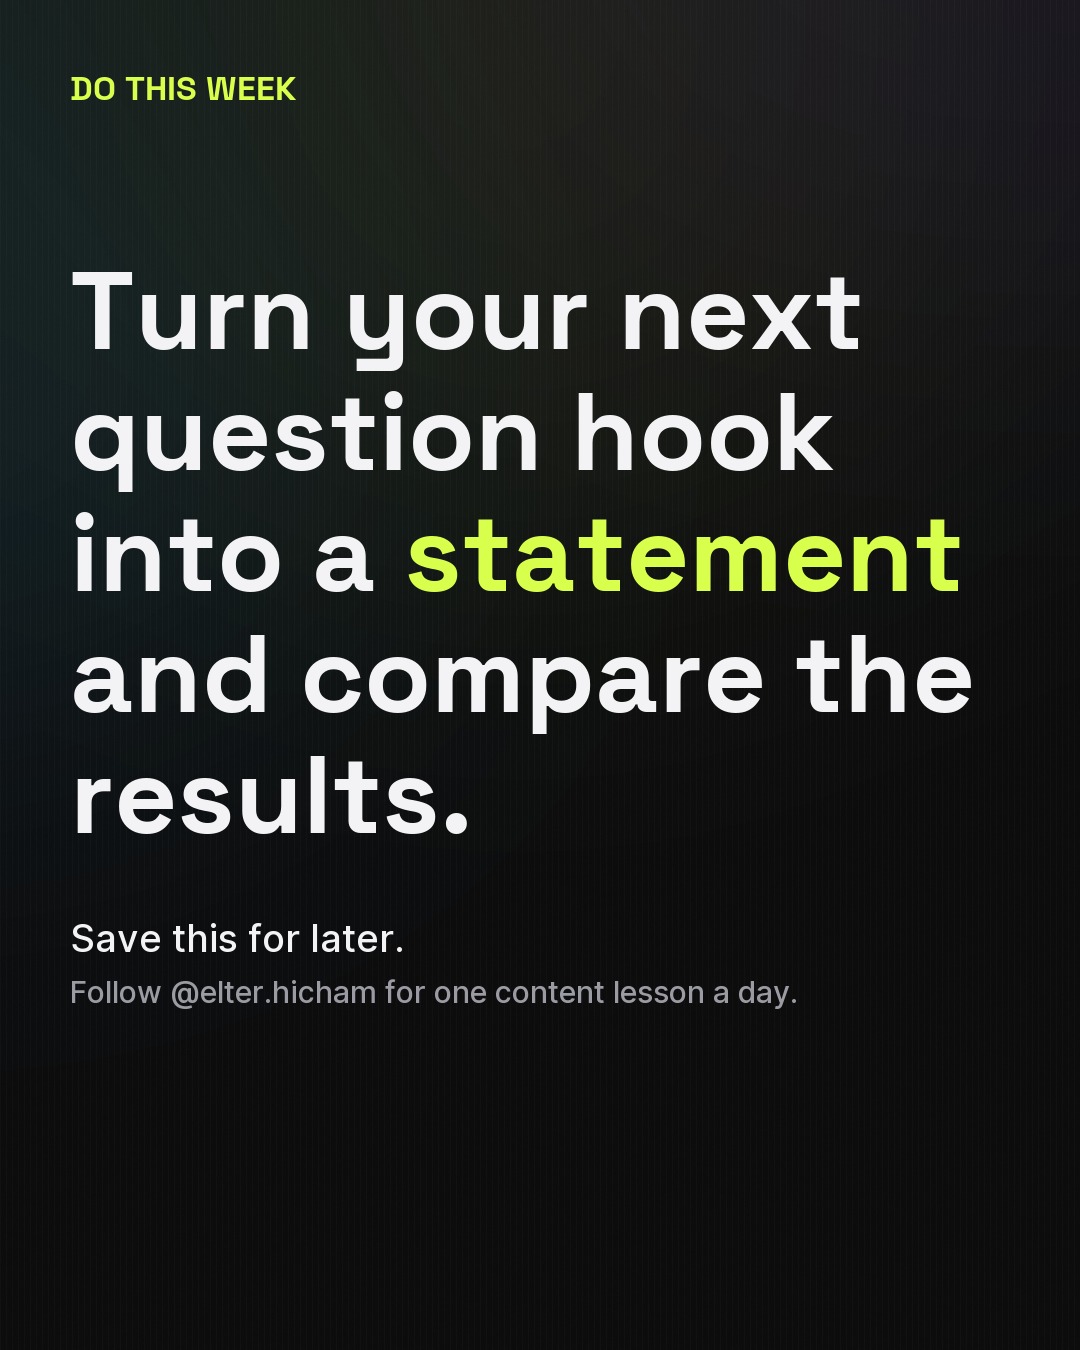 DO THIS WEEK
Turn your next
question hook
into a statement
and compare the
results.
Save this for later.
Follow @elter.hicham for one content lesson a day.